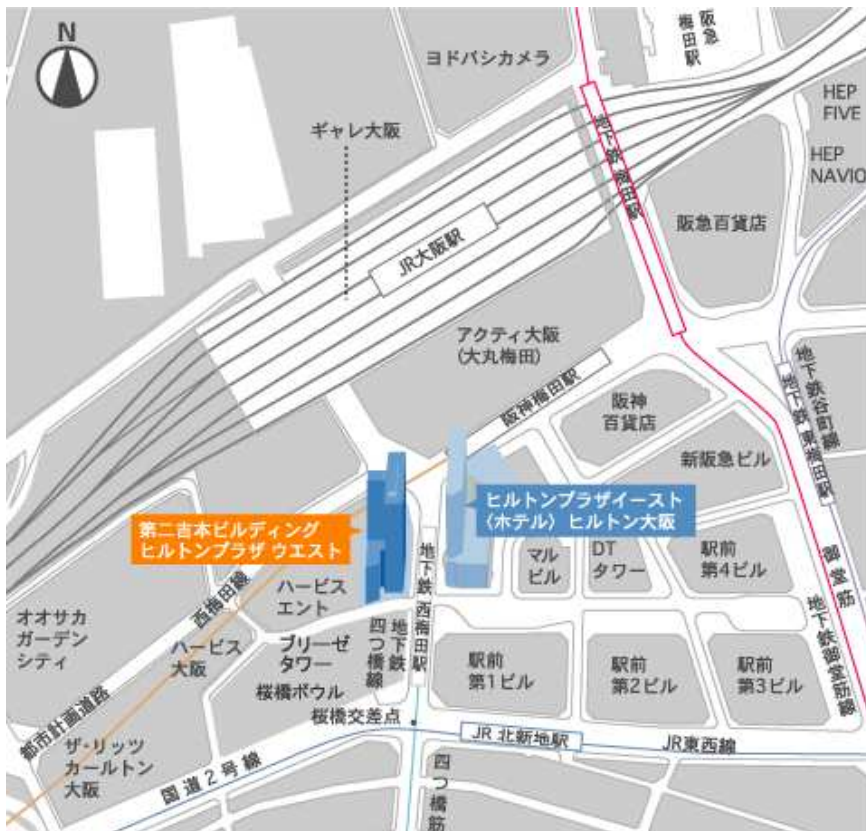 N
ヨドバシカメラ
阪急
梅田駅
HEP
FIVE
HEP
NAVIO
ギャレ大阪
地下鉄 梅田駅
阪急百貨店
JR大阪駅
アクティ大阪
(大丸梅田)
阪神梅田駅
阪神
百貨店
新阪急ビル
地下鉄谷町線
地下鉄 東梅田駅
第二吉本ビルディング
ヒルトンプラザ ウエスト
ヒルトンプラザイースト
〈ホテル〉ヒルトン大阪
マル
ビル
DT
タワー
駅前
第4ビル
御堂筋
地下鉄御堂筋線
西梅田線
地下鉄 西梅田駅
ハービス
エント
地下鉄
四つ橋線
オオサカ
ガーデン
シティ
ハービス
大阪
ブリーゼ
タワー
駅前
第1ビル
駅前
第2ビル
駅前
第3ビル
桜橋ボウル
桜橋交差点
都市計画道路
ザ・リッツ
カールトン
大阪
国道2号線
JR 北新地駅
JR東西線
四つ橋筋